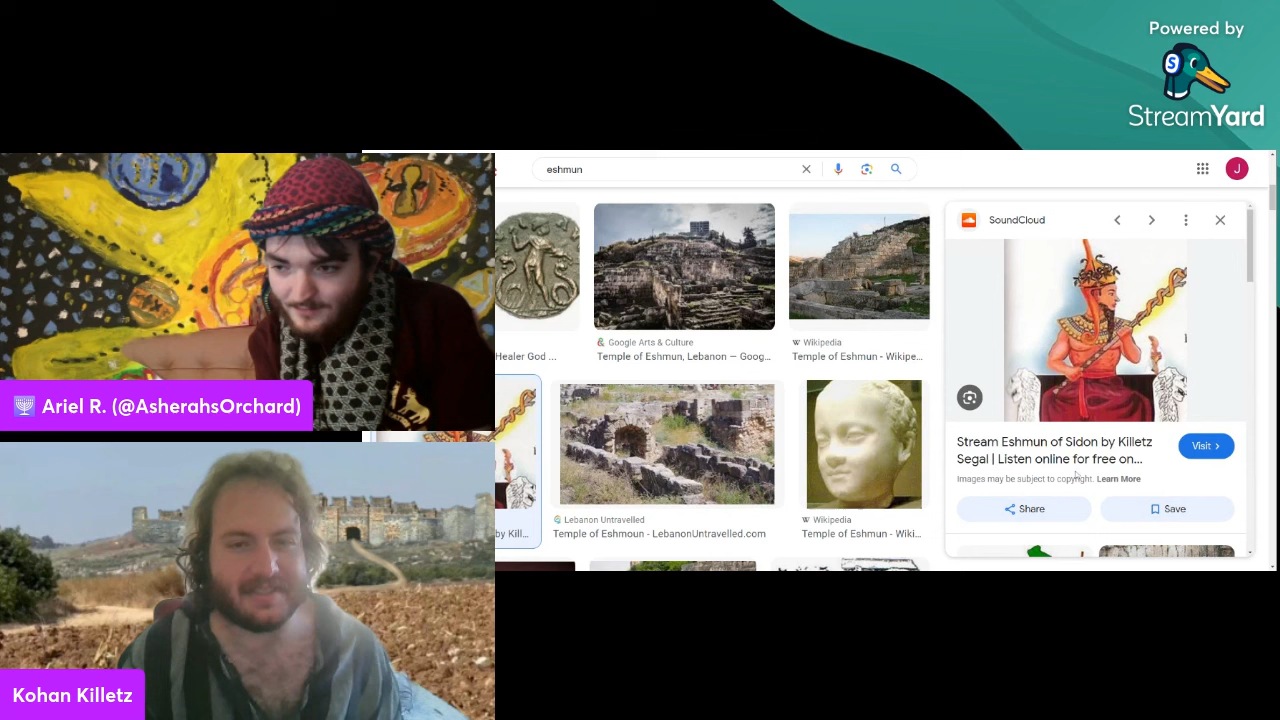 Powered by
S
StreamYard
eshmun
J
SoundCloud
Google Arts & Culture
Wikipedia
Healer God ...
Temple of Eshmun, Lebanon — Goog...
Temple of Eshmun - Wikipe...
Ariel R. (@AsherahsOrchard)
Stream Eshmun of Sidon by Killetz
Segal | Listen online for free on...
Visit
Images may be subject to copyright. Learn More
Share
Save
Lebanon Untravelled
Wikipedia
by Kill...
Temple of Eshmoun - LebanonUntravelled.com
Temple of Eshmun - Wiki...
Kohan Killetz